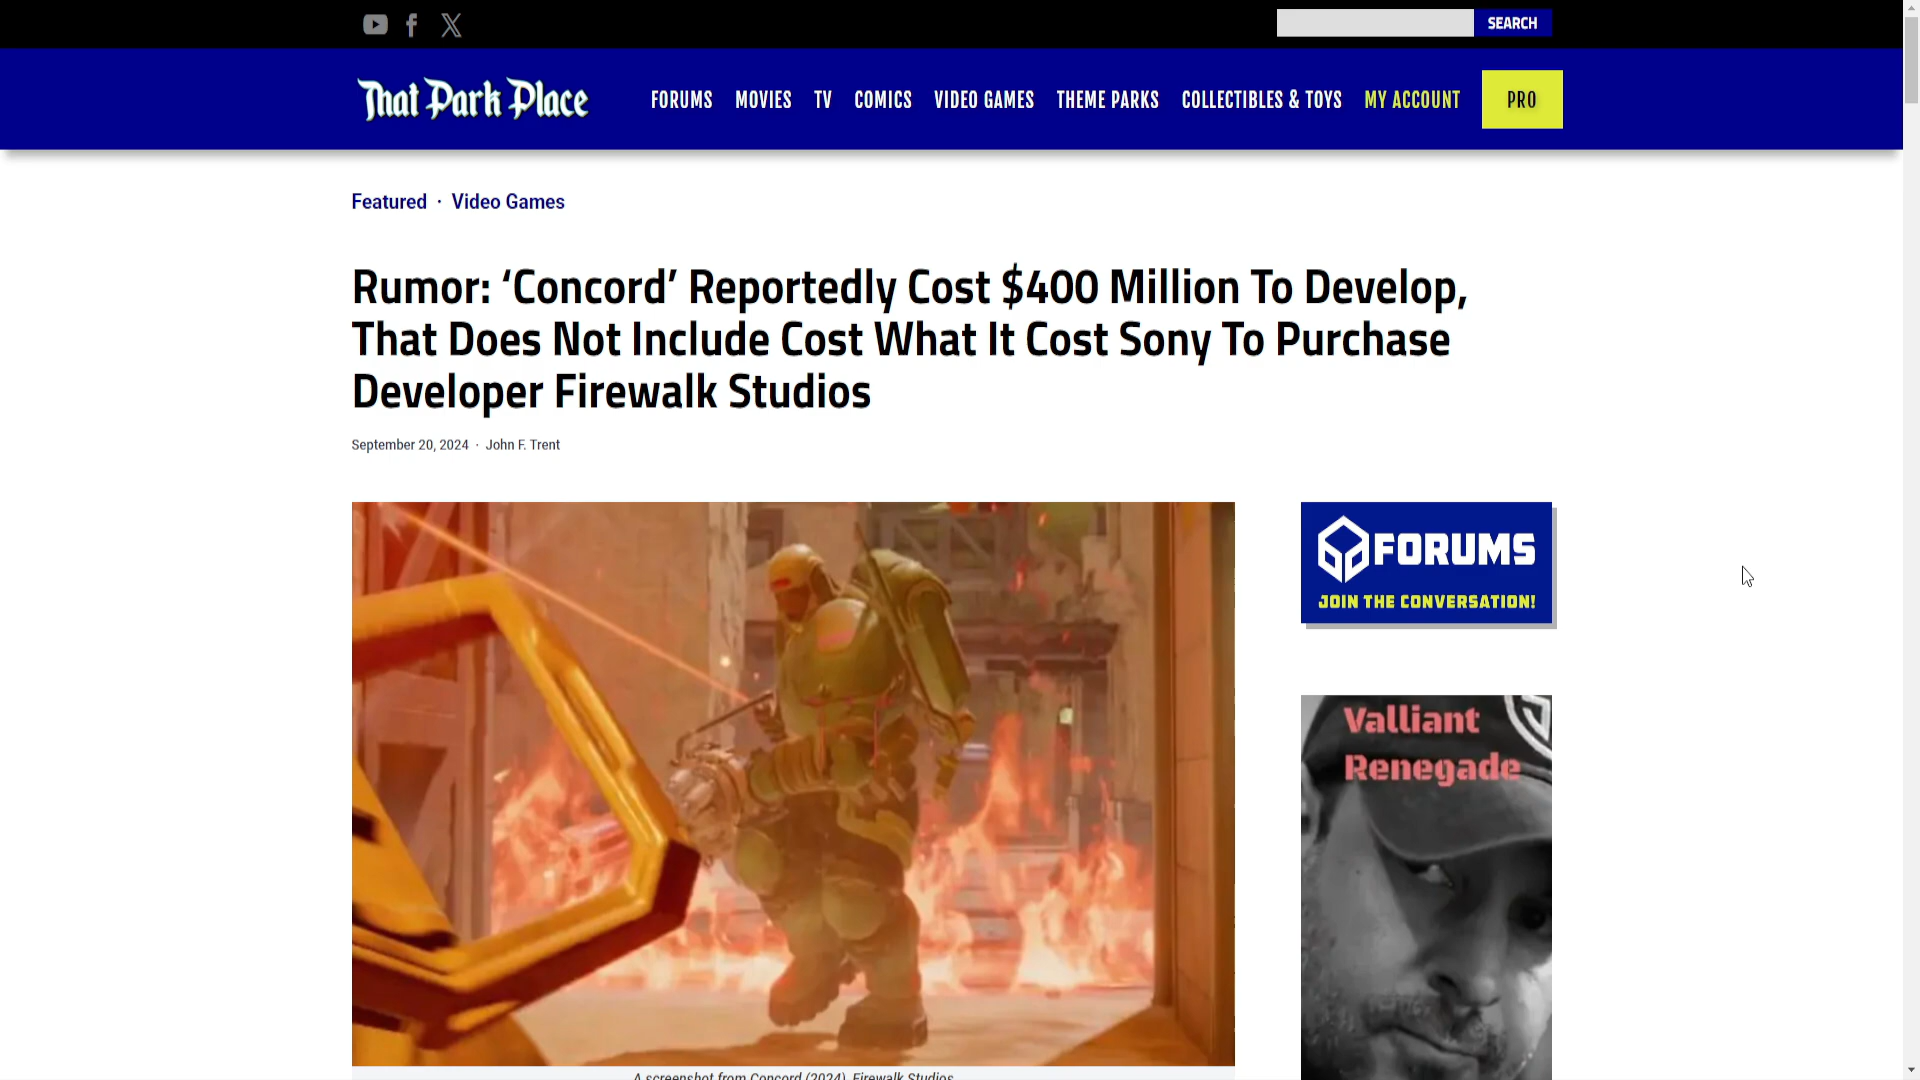 SEARCH
That Park Place
FORUMS MOVIES TV COMICS VIDEO GAMES THEME PARKS COLLECTIBLES & TOYS MY ACCOUNT PRO
Featured · Video Games
Rumor: ‘Concord’ Reportedly Cost $400 Million To Develop,
That Does Not Include Cost What It Cost Sony To Purchase
Developer Firewalk Studios
September 20, 2024 · John F. Trent
FORUMS
JOIN THE CONVERSATION!
Valliant
Renegade
A screenshot from Concord (2024), Firewalk Studios